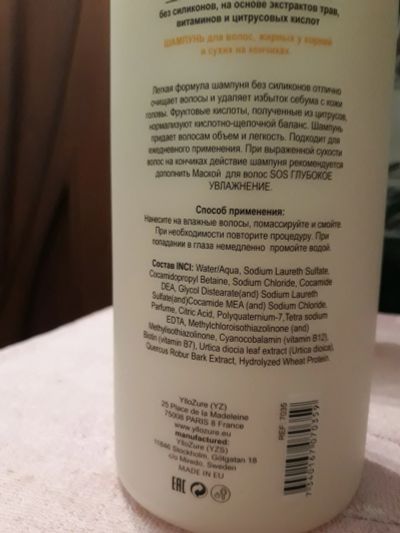 без силиконов, на основе экстрактов трав,
витаминов и цитрусовых кислот
ШАМПУНЬ для волос, жирных у корней
и сухих на кончиках.
Легкая формула шампуня без силиконов отлично
очищает волосы и удаляет избыток себума с кожи
головы. Фруктовые кислоты, полученные из цитрусов,
нормализуют кислотно-щелочной баланс. Шампунь
придает волосам объем и легкость. Подходит для
ежедневного применения. При выраженной сухости
волос на кончиках действие шампуня рекомендуется
дополнить Маской для волос SOS ГЛУБОКОЕ
УВЛАЖНЕНИЕ.
Способ применения:
Нанесите на влажные волосы, помассируйте и смойте.
При необходимости повторите процедуру. При
попадании в глаза немедленно промойте водой.
Состав INCI: Water/Aqua, Sodium Laureth Sulfate,
Cocamidopropyl Betaine, Sodium Chloride, Cocamide
DEA, Glycol Distearate(and) Sodium Laureth
Sulfate(and)Cocamide MEA (and) Sodium Chloride,
Parfume, Citric Acid, Polyquaternium-7,Tetra sodium
EDTA, Methylchloroisothiazolinone (and)
Methylisothiazolinone, Cyanocobalamin (vitamin B12),
Biotin (vitamin B7), Urtica diocia leaf extract (Urtica dioica),
Quercus Robur Bark Extract, Hydrolyzed Wheat Protein.
YlloZure (YZ)
25 Place de la Madeleine
75008 PARIS 8 France
www.yllozure.eu
manufactured:
YlloZure (YZS)
11646 Stockholm, Götgatan 18
c/o Miredo, Sweden
MADE IN EU
EAC
REF 7035
7340167070359